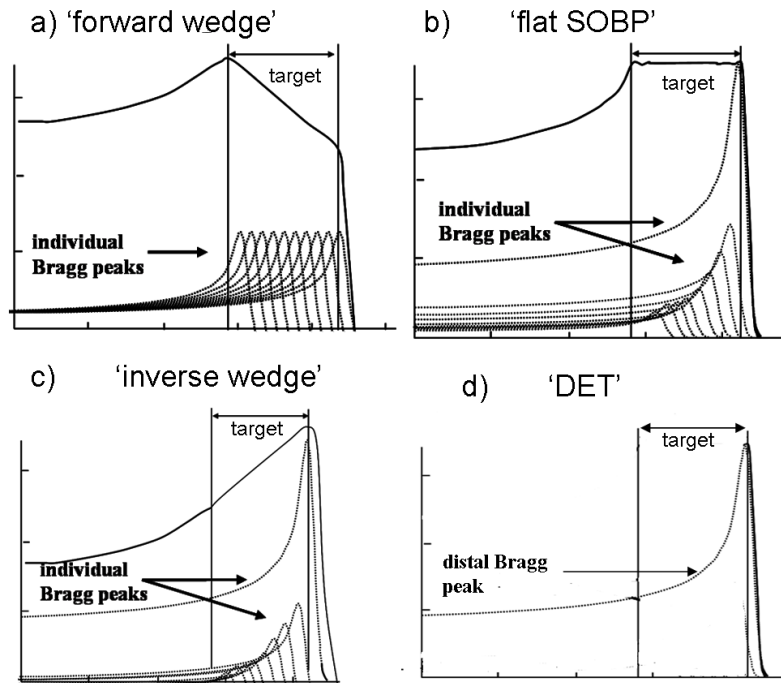 a) ‘forward wedge’
target
individual
Bragg peaks
b) ‘flat SOBP’
target
individual
Bragg peaks
c) ‘inverse wedge’
target
individual
Bragg peaks
d) ‘DET’
target
distal Bragg
peak